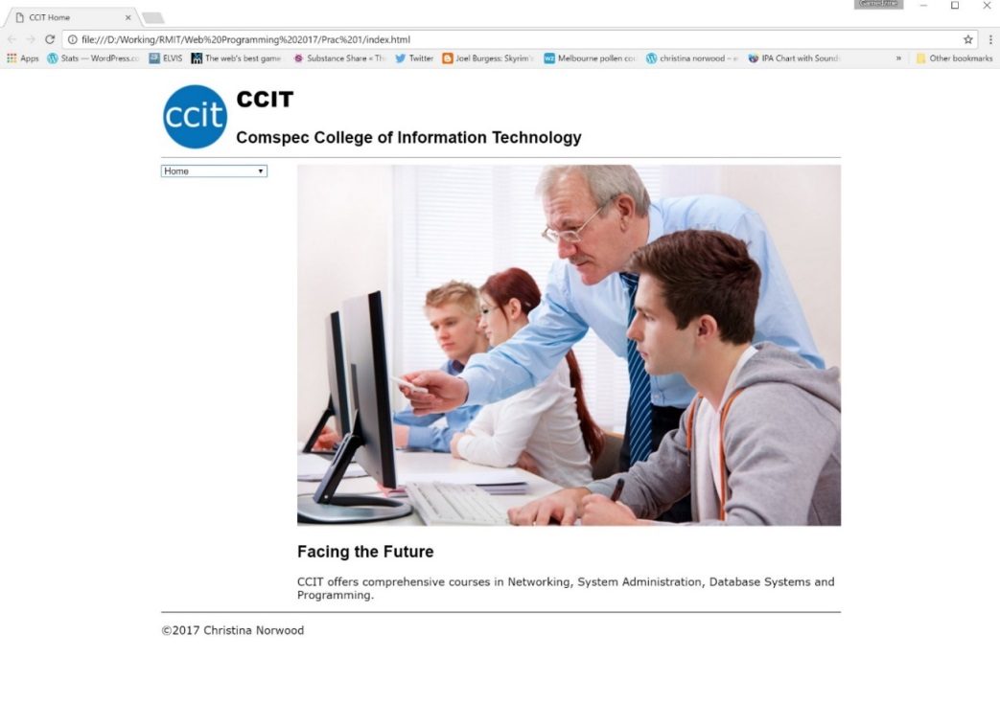 CCIT Home
file:///D:/Working/RMIT/Web%20Programming%202017/Prac%201/index.html
Apps Stats — WordPress.co ELVIS The web's best game Substance Share « Th Twitter Joel Burgess: Skyrim's Melbourne pollen cou christina norwood – e IPA Chart with Sound » Other bookmarks
ccit
CCIT
Comspec College of Information Technology
Home
Facing the Future
CCIT offers comprehensive courses in Networking, System Administration, Database Systems and
Programming.
©2017 Christina Norwood